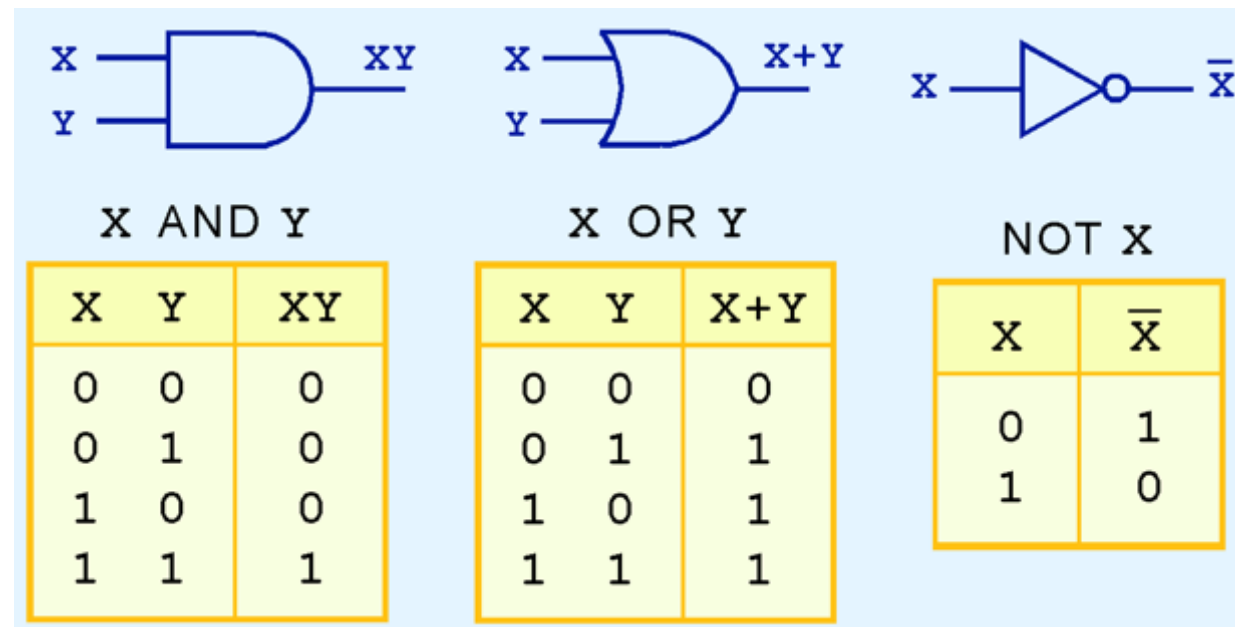 X XY
Y
X AND Y
X Y XY
0 0 0
0 1 0
1 0 0
1 1 1
X X+Y
Y
X OR Y
X Y X+Y
0 0 0
0 1 1
1 0 1
1 1 1
X X̅
NOT X
X X̅
0 1
1 0